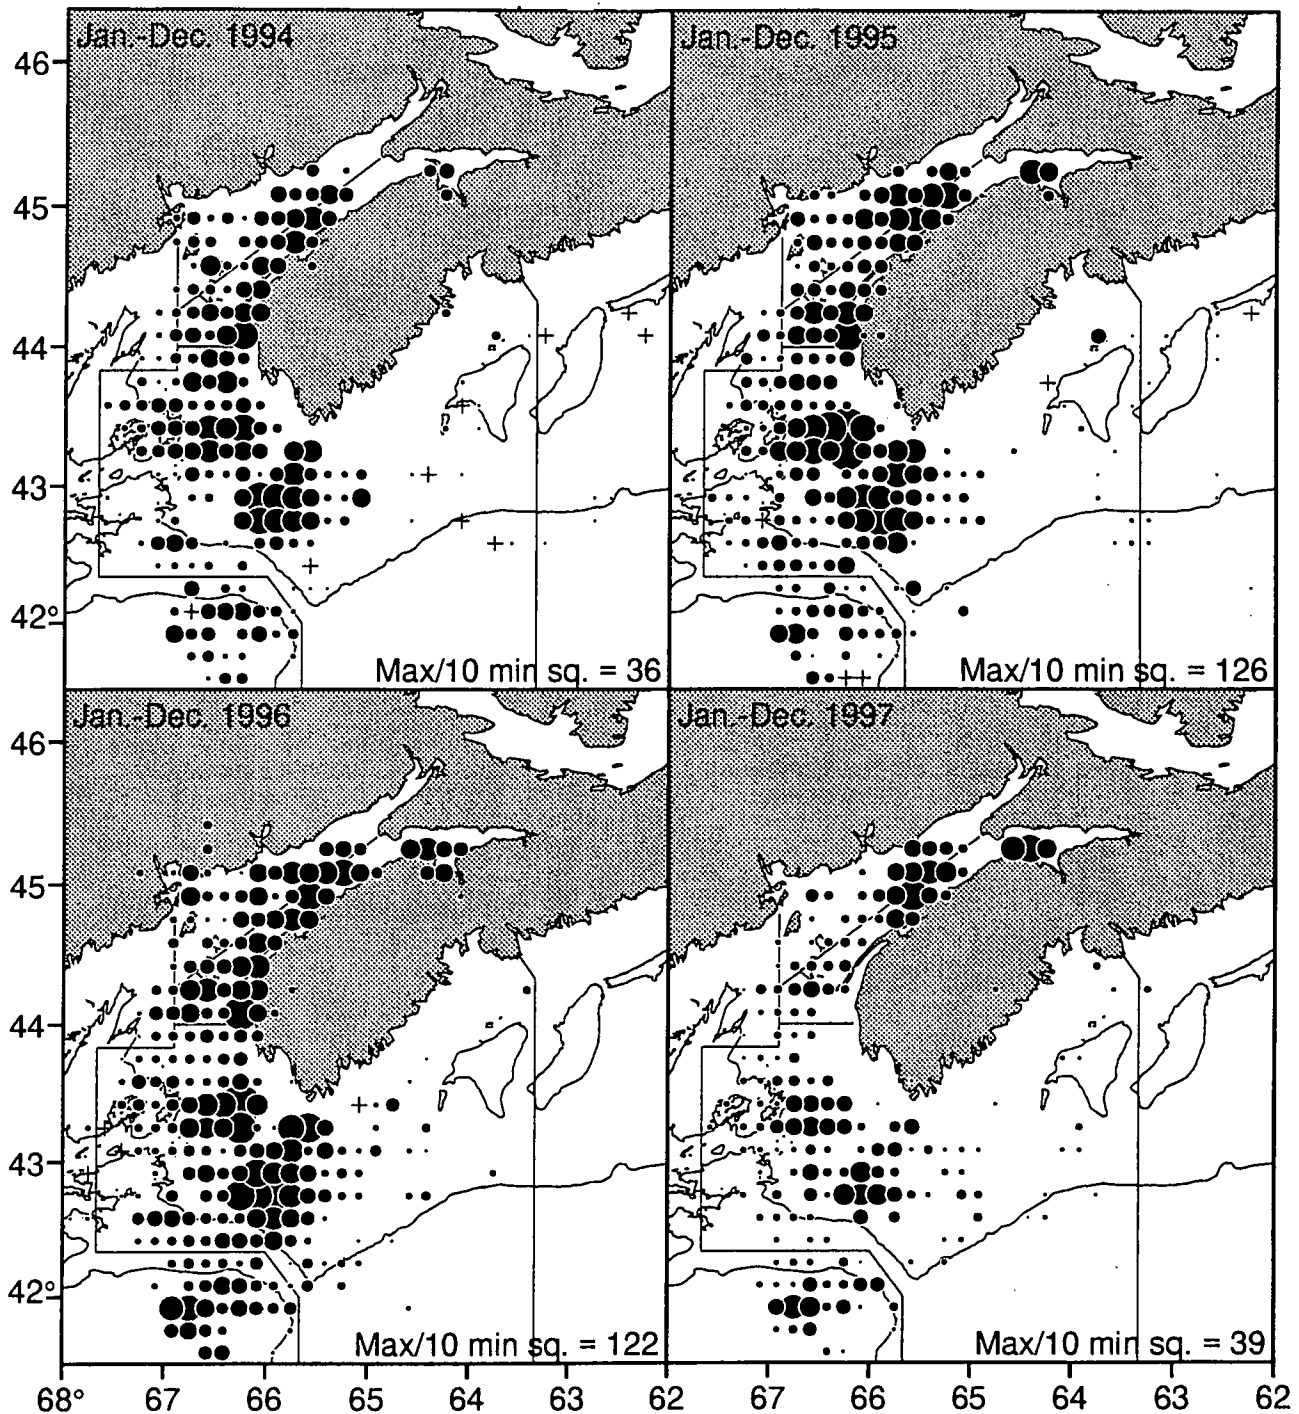 Jan.-Dec. 1994
Jan.-Dec. 1995
46
45
44
43
42°
Max/10 min sq. = 36
Max/10 min sq. = 126
Jan.-Dec. 1996
Jan.-Dec. 1997
46
45
44
43
42°
Max/10 min sq. = 122
Max/10 min sq. = 39
68° 67 66 65 64 63 62 67 66 65 64 63 62